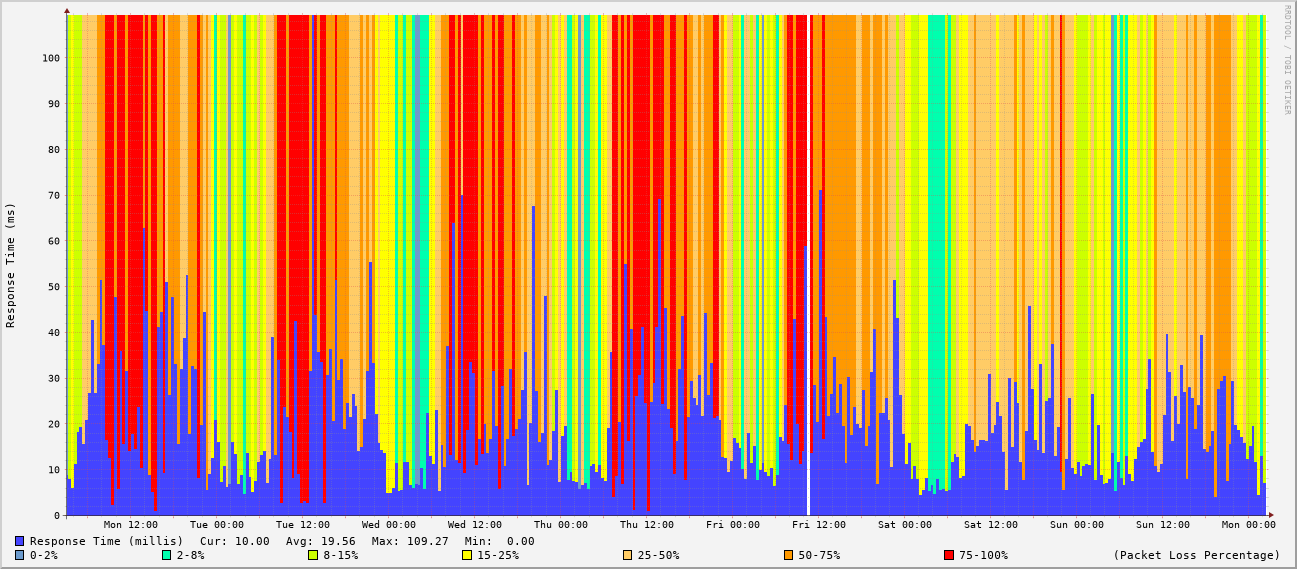 RRDTOOL / TOBI OETIKER
Response Time (ms)
100
90
80
70
60
50
40
30
20
10
0
Mon 12:00 Tue 00:00 Tue 12:00 Wed 00:00 Wed 12:00 Thu 00:00 Thu 12:00 Fri 00:00 Fri 12:00 Sat 00:00 Sat 12:00 Sun 00:00 Sun 12:00 Mon 00:00
Response Time (millis) Cur: 10.00 Avg: 19.56 Max: 109.27 Min: 0.00
0-2% 2-8% 8-15% 15-25% 25-50% 50-75% 75-100% (Packet Loss Percentage)